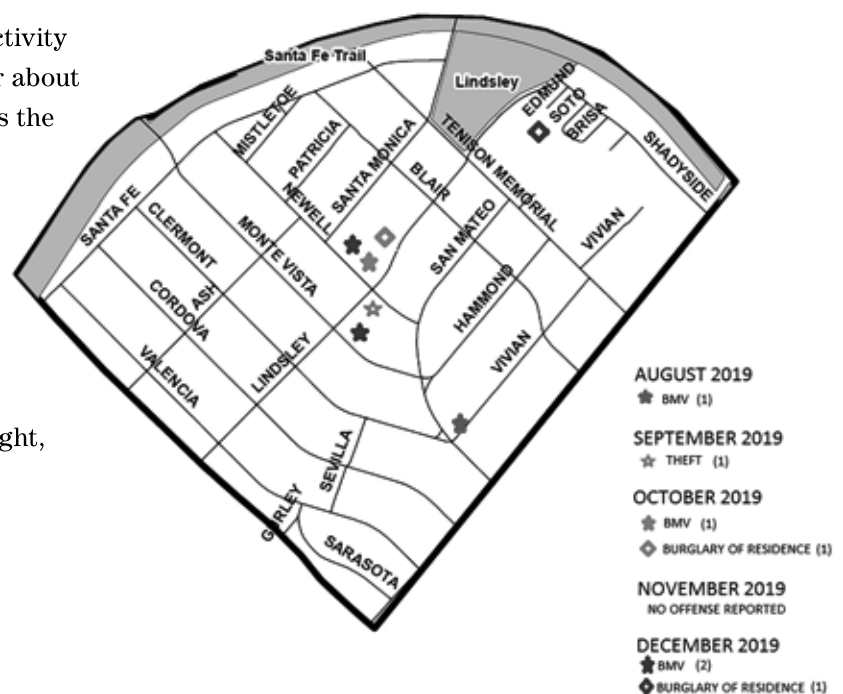 ctivity
r about
s the
ght,
Santa Fe Trail
Lindsley
EDMUND
SOTO
BRISA
MISTLETOE
PATRICIA
SANTA MONICA
TENISON MEMORIAL
SHADYSIDE
BLAIR
NEWELL
SANTA FE
CLERMONT
MONTE VISTA
SAN MATEO
VIVIAN
ASH
CORDOVA
HAMMOND
LINDSLEY
VIVIAN
VALENCIA
SEVILLA
GURLEY
SARASOTA
AUGUST 2019
BMV (1)
SEPTEMBER 2019
THEFT (1)
OCTOBER 2019
BMV (1)
BURGLARY OF RESIDENCE (1)
NOVEMBER 2019
NO OFFENSE REPORTED
DECEMBER 2019
BMV (2)
BURGLARY OF RESIDENCE (1)